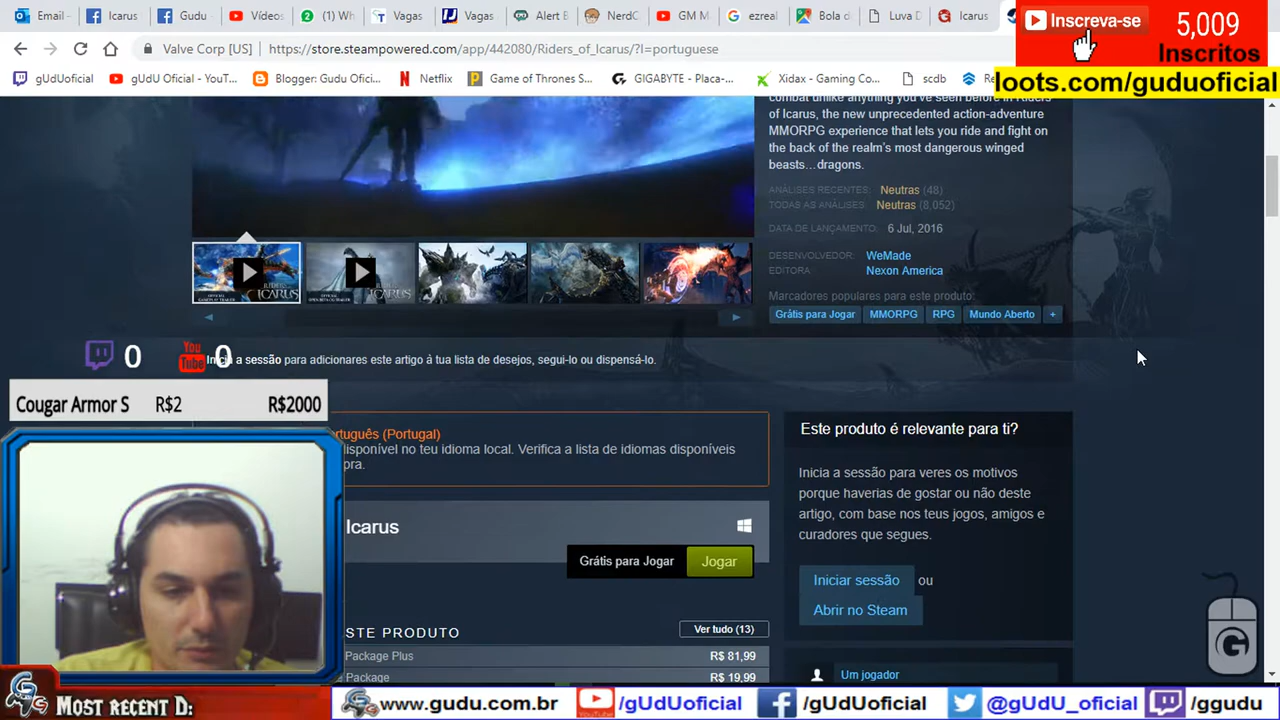 Email - Icarus Gudu - Vídeos (1) Wh Vagas Vagas Alert B NerdC GM M ezreal Bola d Luva D Icarus
Inscreva-se 5,009
Inscritos
Valve Corp [US] | https://store.steampowered.com/app/442080/Riders_of_Icarus/?l=portuguese
gUdUoficial gUdU Oficial - YouT... Blogger: Gudu Ofici... Netflix Game of Thrones S... GIGABYTE - Placa-... Xidax - Gaming Co... scdb Re
loots.com/guduoficial
combat unlike anything you've seen before in Riders
of Icarus, the new unprecedented action-adventure
MMORPG experience that lets you ride and fight on
the back of the realm's most dangerous winged
beasts…dragons.
ANÁLISES RECENTES: Neutras (48)
TODAS AS ANÁLISES: Neutras (8,052)
DATA DE LANÇAMENTO: 6 Jul, 2016
DESENVOLVEDOR: WeMade
EDITORA Nexon America
Marcadores populares para este produto:
Grátis para Jogar MMORPG RPG Mundo Aberto +
RIDERS ICARUS
ICARUS
0 You Tube 0
a sessão para adicionares este artigo à tua lista de desejos, segui-lo ou dispensá-lo.
Cougar Armor S R$2 R$2000
rtuguês (Portugal)
disponível no teu idioma local. Verifica a lista de idiomas disponíveis
pra.
Este produto é relevante para ti?
Inicia a sessão para veres os motivos
porque haverias de gostar ou não deste
artigo, com base nos teus jogos, amigos e
curadores que segues.
Iniciar sessão ou
Abrir no Steam
Icarus
Grátis para Jogar Jogar
STE PRODUTO Ver tudo (13)
Package Plus R$ 81,99
Package R$ 19,99
Um jogador
G
Most recent D:
www.gudu.com.br YouTube /gUdUoficial /gUdUoficial @gUdU_oficial /ggudu